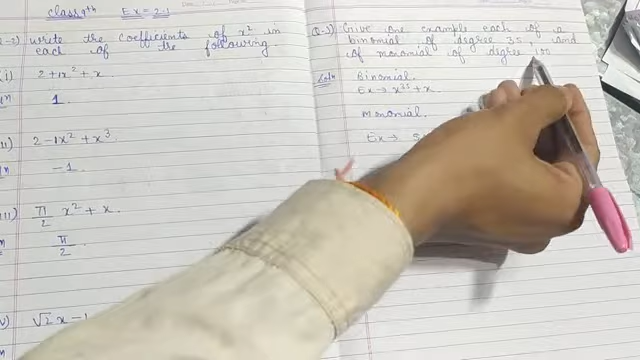 class 9th Ex = 2.1
Q-2) Write the coefficients of x² in
each of the following
(i) 2 + 1x² + x
1.
(ii) 2 - 1x² + x³
-1.
(iii) π/2 x² + x.
π/2.
√2 x - 1
Q-3) Give one example each of a
binomial of degree 35 and
of monomial of degree 100
Soln Binomial.
Ex → x³⁵ + x.
Monomial.
Ex →